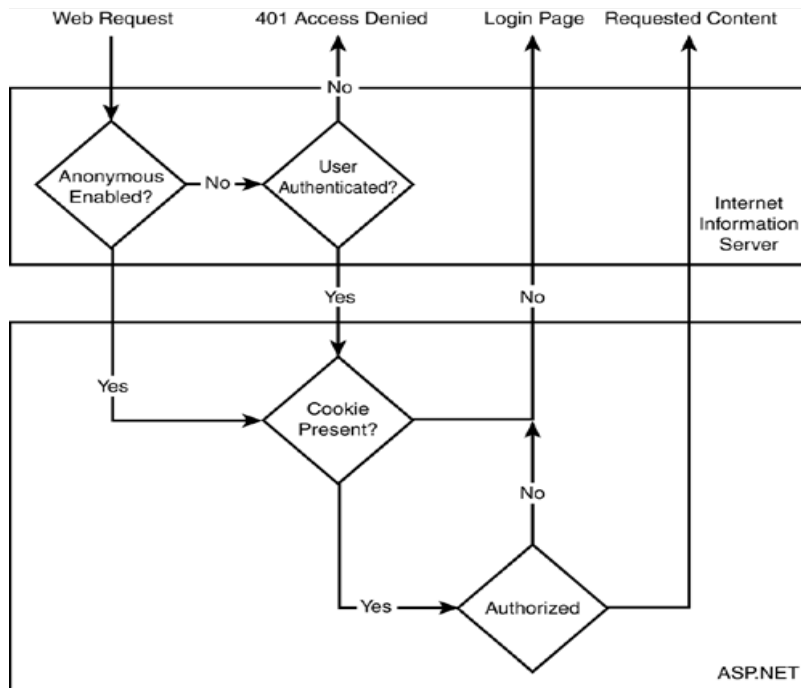 Web Request
401 Access Denied
Login Page
Requested Content
No
Anonymous
Enabled?
No
User
Authenticated?
Internet
Information
Server
Yes
No
Yes
Cookie
Present?
No
Yes
Authorized
ASP.NET